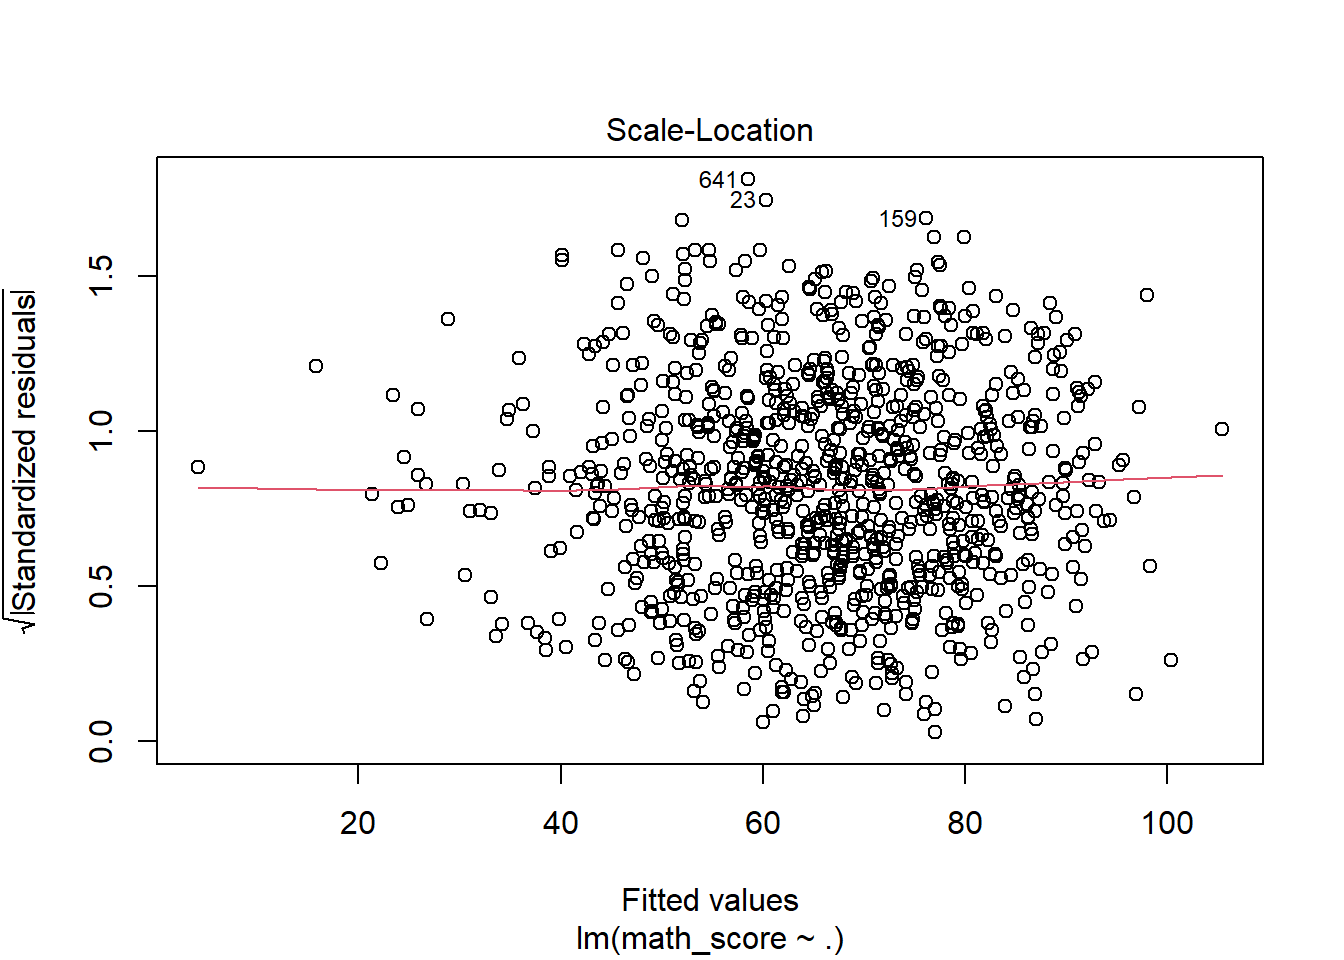 Scale-Location
641
23
159
√|Standardized residuals|
1.5
1.0
0.5
0.0
20 40 60 80 100
Fitted values
lm(math_score ~ .)